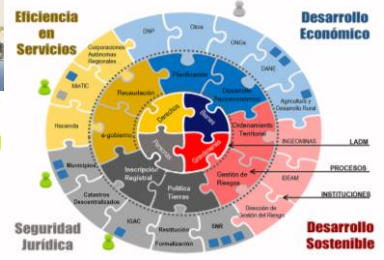 Eficiencia
en
Servicios
Desarrollo
Económico
Corporaciones
Autónomas
Regionales
DNP
Otros
ONGs
MinTIC
DANE
Planificación
Recaudación
Desarrollo
Socioeconómico
Agricultura y
Desarrollo Rural
Derechos
Bienes
Hacienda
e-gobierno
Ordenamiento
Territorial
INGEOMINAS
LADM
Municipios
Inscripción
Registral
Política
Tierras
Gestión de
Riesgos
IDEAM
PROCESOS
Catastros
Descentralizados
INSTITUCIONES
Dirección de
Gestión del Riesgo
IGAC
Restitución
Formalización
SNR
Seguridad
Jurídica
Desarrollo
Sostenible